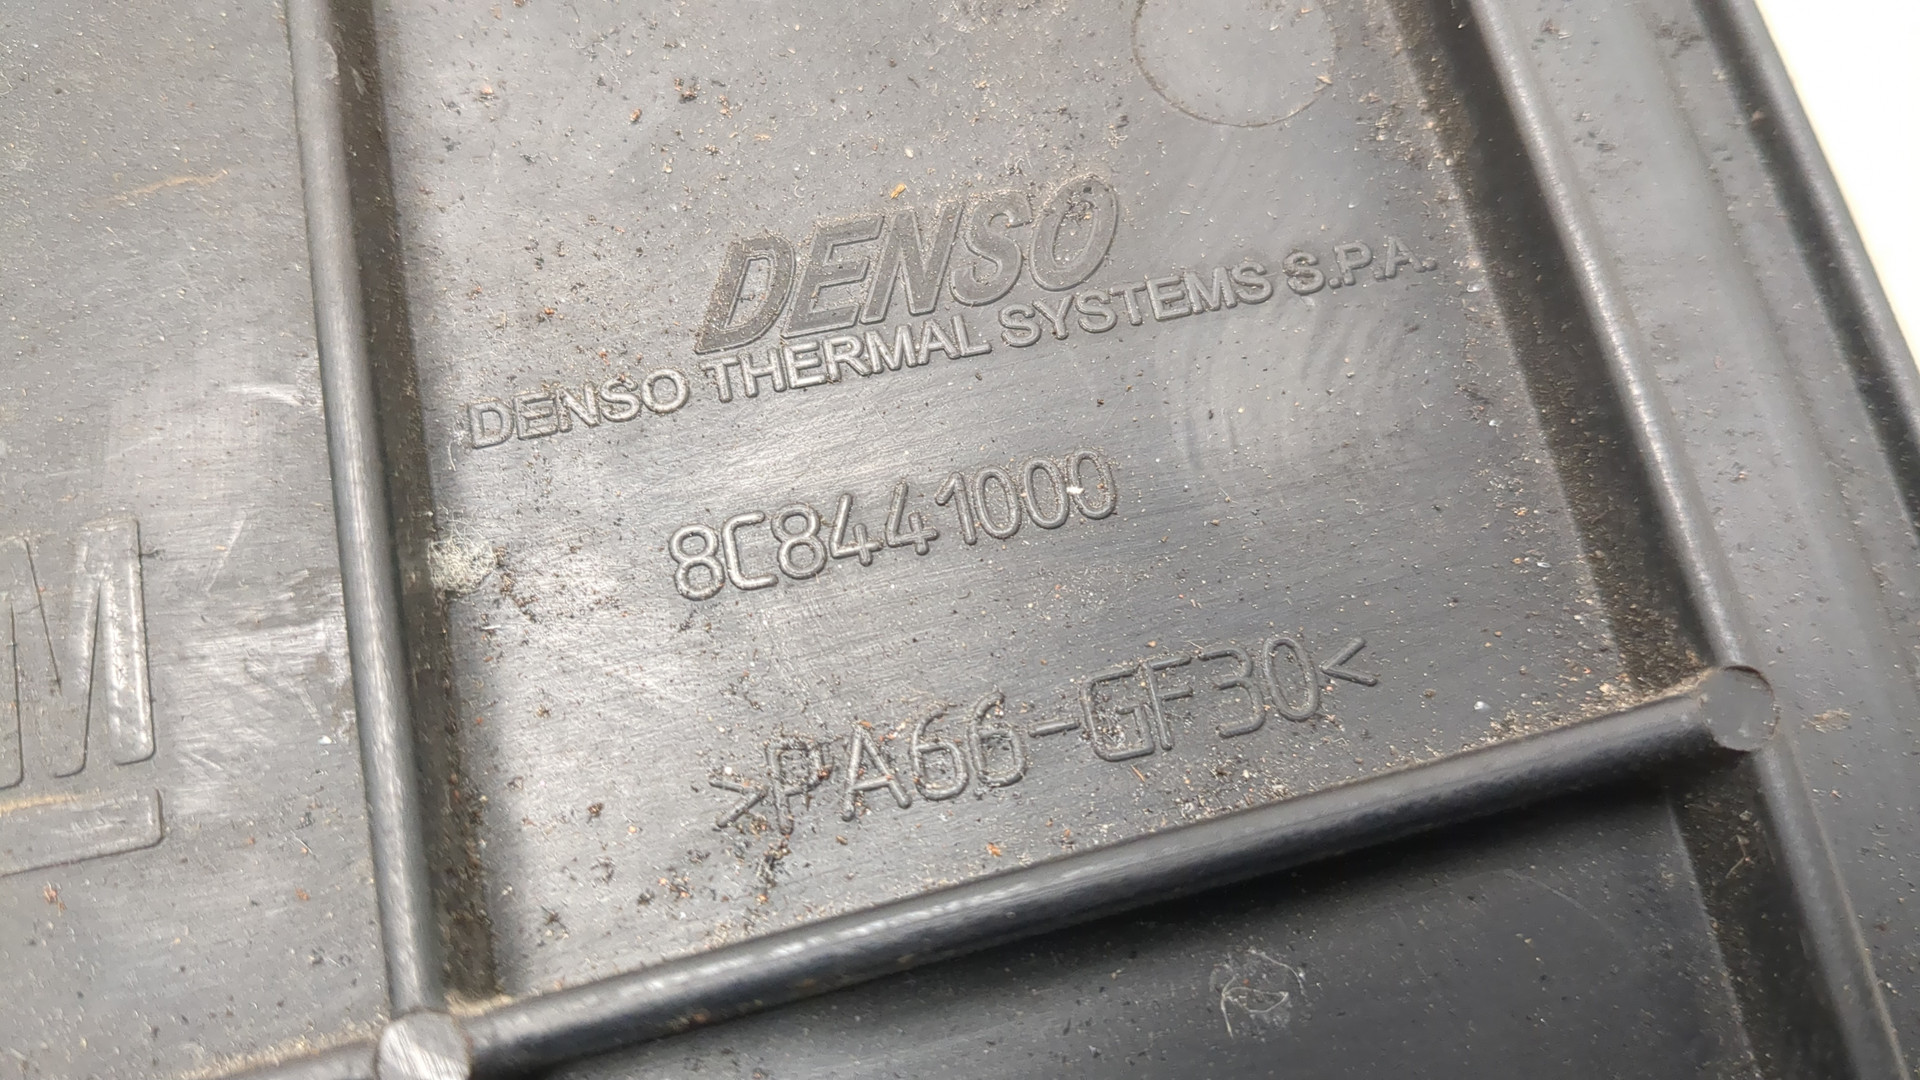 DENSO
DENSO THERMAL SYSTEMS S.P.A.
8C8441000
>PA66-GF30<
M